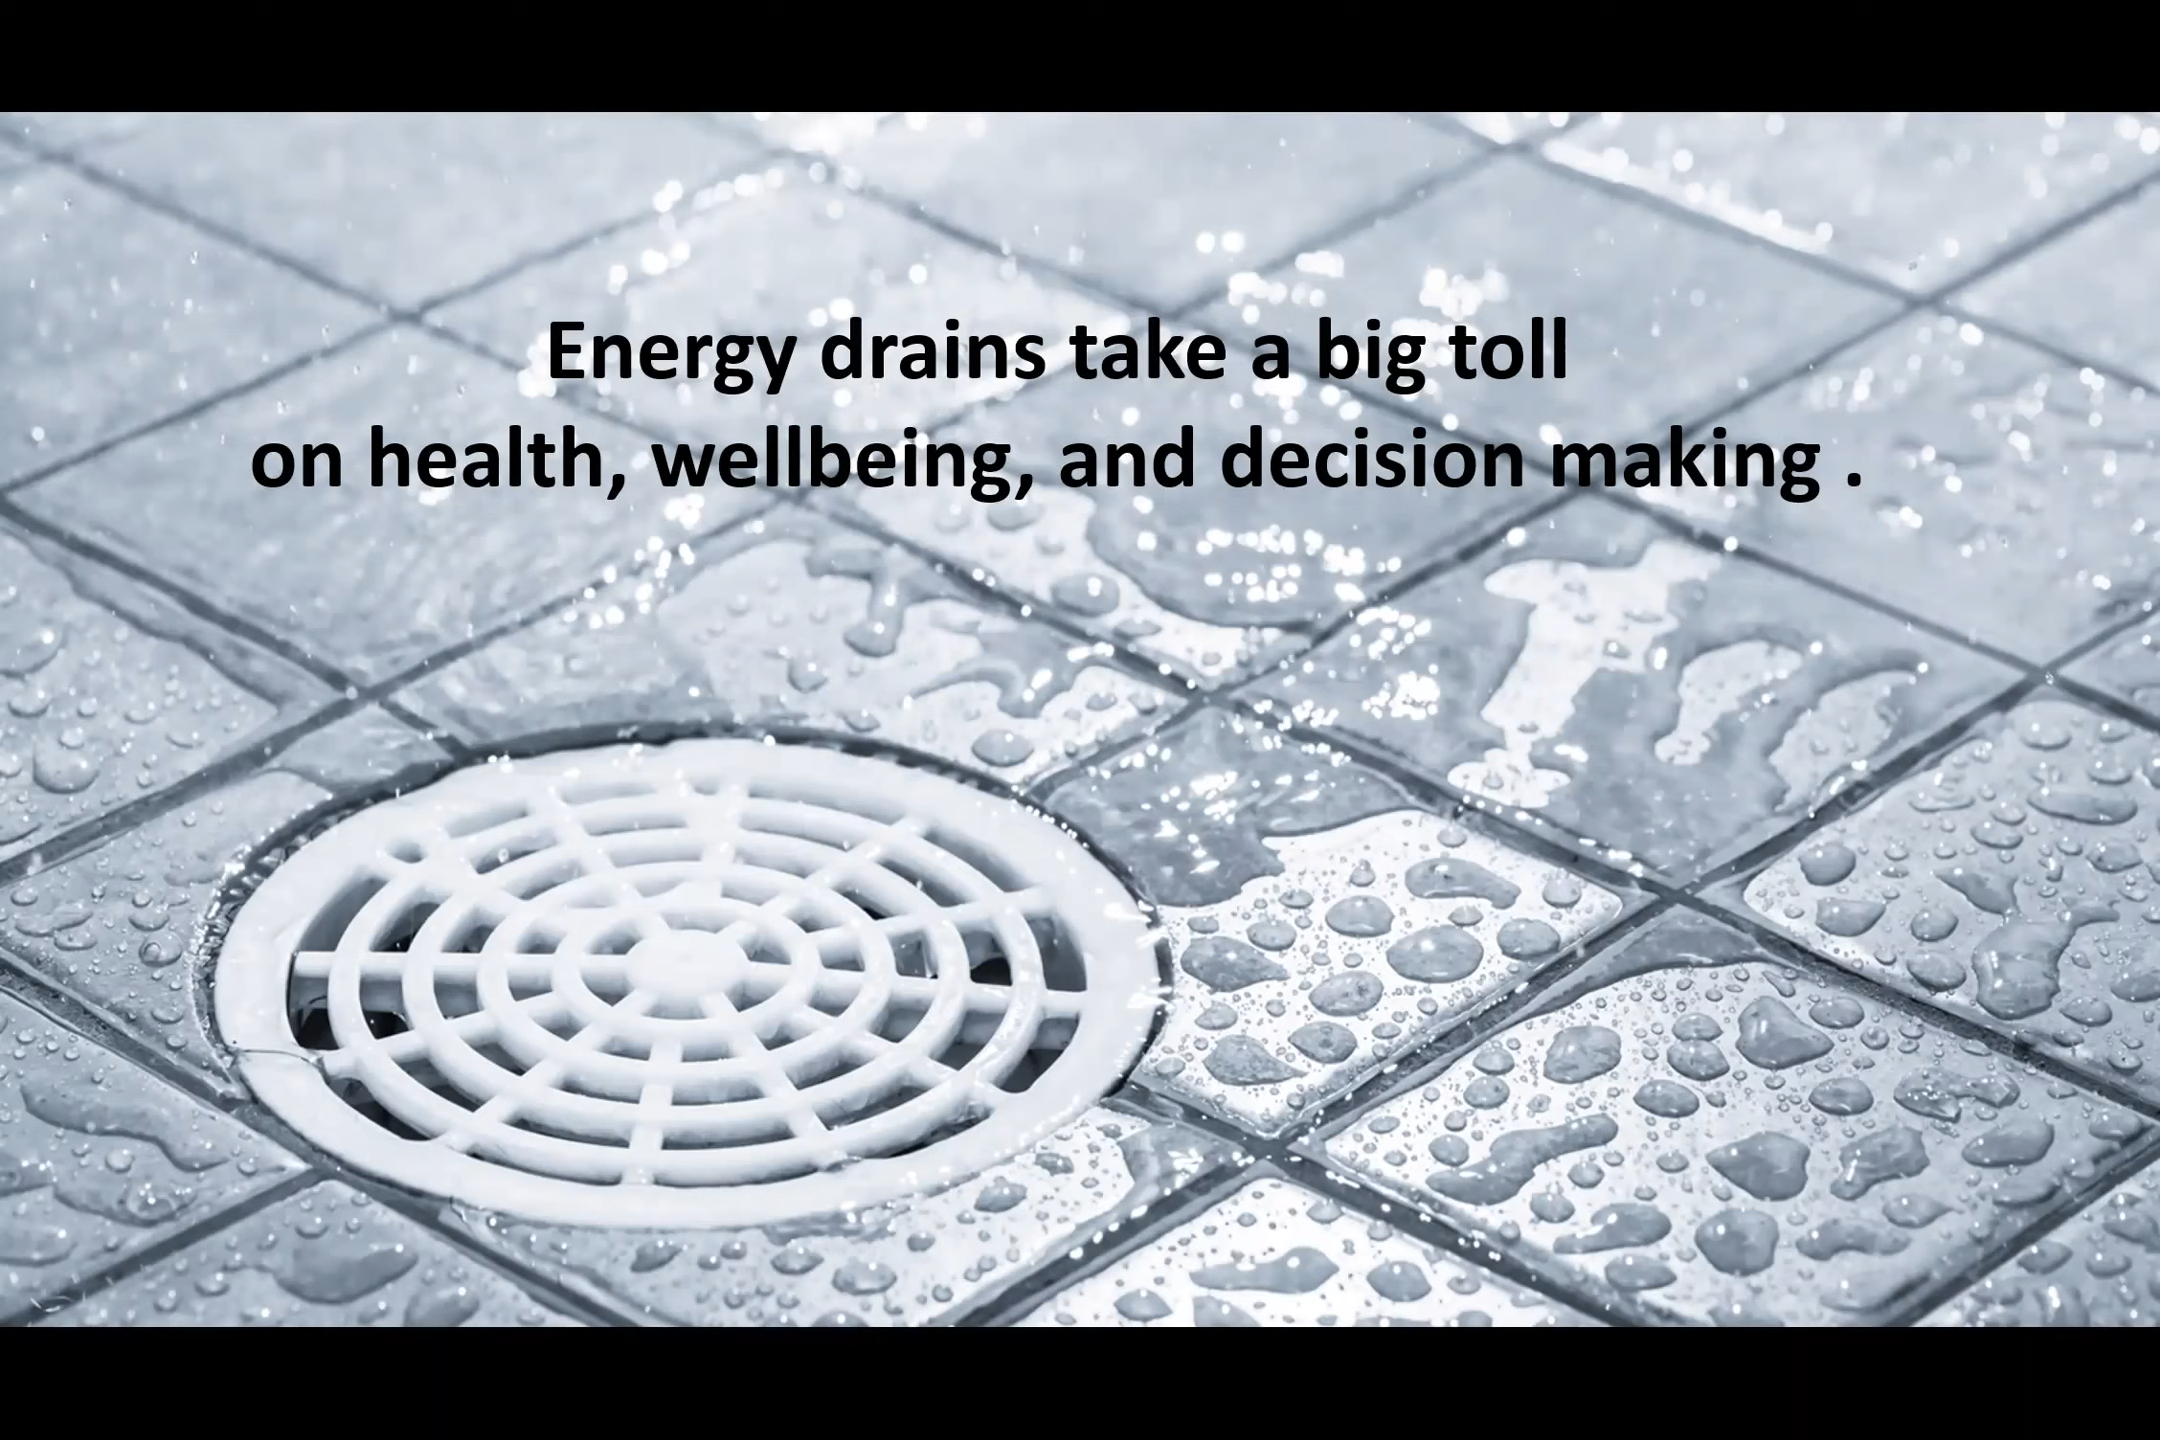 Energy drains take a big toll
on health, wellbeing, and decision making .